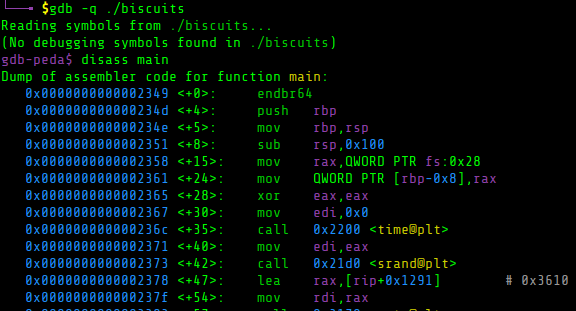 └──╼ $gdb -q ./biscuits
Reading symbols from ./biscuits...
(No debugging symbols found in ./biscuits)
gdb-peda$ disass main
Dump of assembler code for function main:
   0x0000000000002349 <+0>:     endbr64
   0x000000000000234d <+4>:     push   rbp
   0x000000000000234e <+5>:     mov    rbp,rsp
   0x0000000000002351 <+8>:     sub    rsp,0x100
   0x0000000000002358 <+15>:    mov    rax,QWORD PTR fs:0x28
   0x0000000000002361 <+24>:    mov    QWORD PTR [rbp-0x8],rax
   0x0000000000002365 <+28>:    xor    eax,eax
   0x0000000000002367 <+30>:    mov    edi,0x0
   0x000000000000236c <+35>:    call   0x2200 <time@plt>
   0x0000000000002371 <+40>:    mov    edi,eax
   0x0000000000002373 <+42>:    call   0x21d0 <srand@plt>
   0x0000000000002378 <+47>:    lea    rax,[rip+0x1291]        # 0x3610
   0x000000000000237f <+54>:    mov    rdi,rax